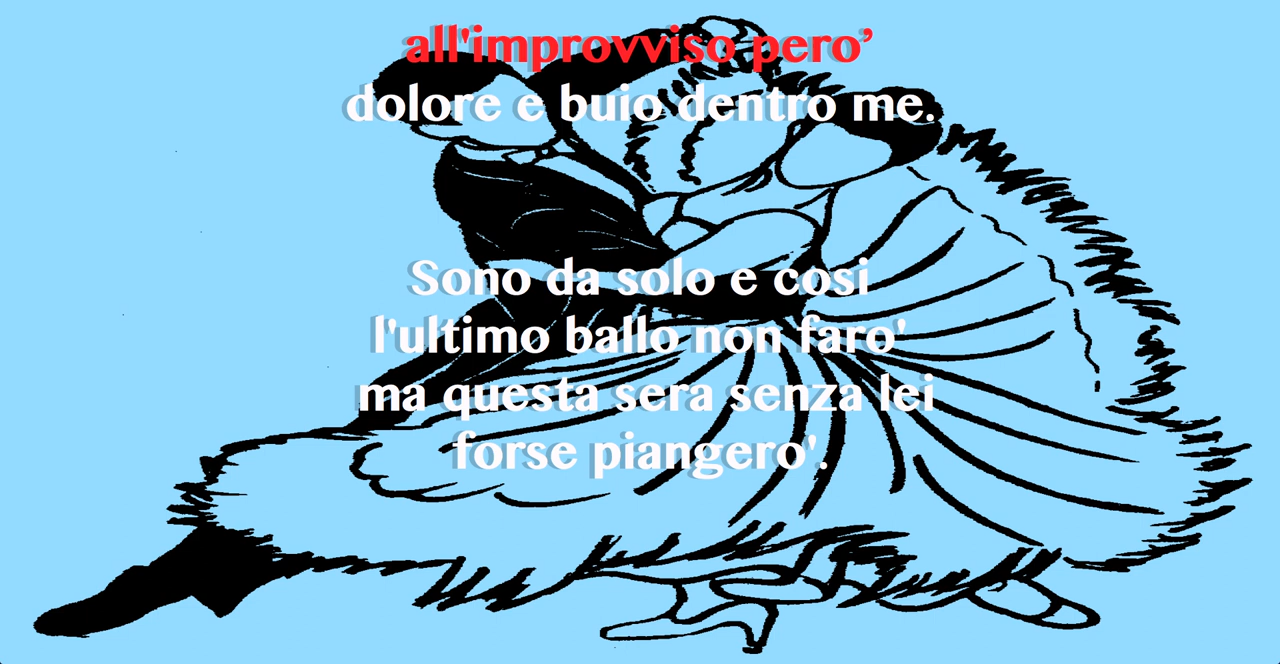 all'improvviso pero’
dolore e buio dentro me.
Sono da solo e cosi
l'ultimo ballo non faro'
ma questa sera senza lei
forse piangero'.